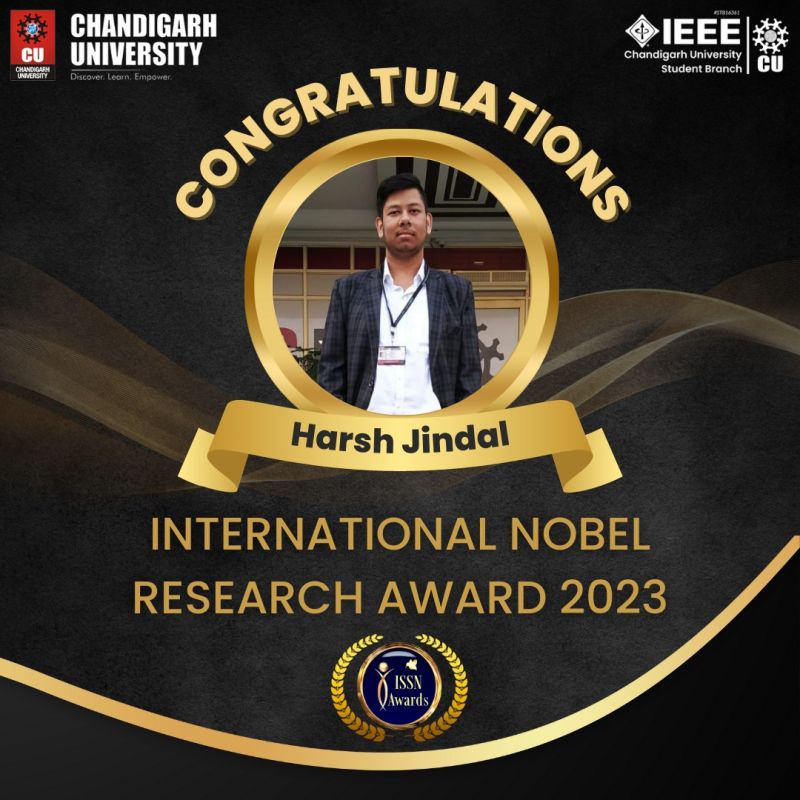 CHANDIGARH
UNIVERSITY
Discover. Learn. Empower.
CU
CHANDIGARH
UNIVERSITY
#STB16361
IEEE
Chandigarh University
Student Branch
CU
CONGRATULATIONS
Harsh Jindal
INTERNATIONAL NOBEL
RESEARCH AWARD 2023
ISSN
Awards